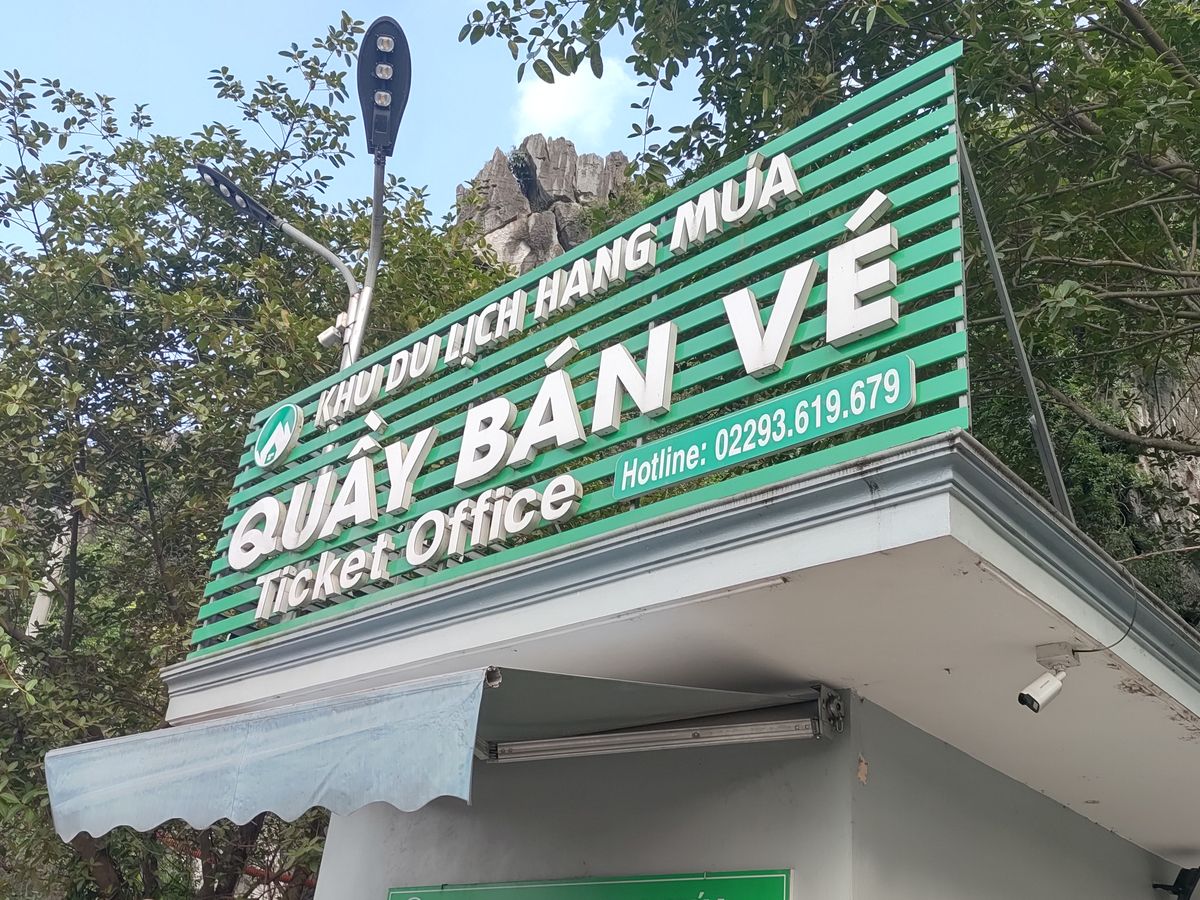 KHU DU LỊCH HANG MÚA
QUẦY BÁN VÉ
Ticket Office
Hotline: 02293.619.679